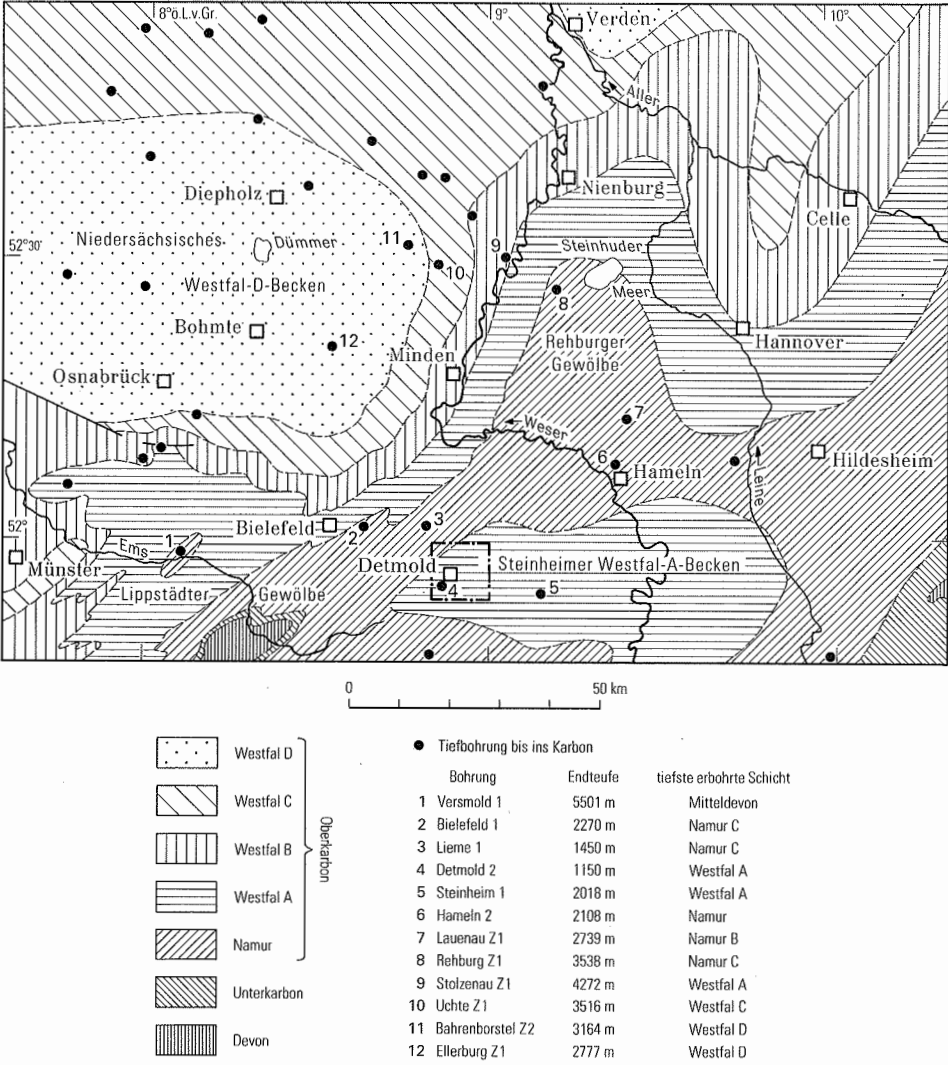 8°ö.L.v.Gr.
9°
10°
Verden
Aller
Diepholz
Nienburg
Celle
52°30'
Niedersächsisches
Dümmer
11
10
9
Steinhuder
Westfal-D-Becken
8
Meer
Bohmte
12
Minden
Rehburger
Gewölbe
Hannover
Osnabrück
7
Weser
6
Hameln
Hildesheim
Leine
52°
Bielefeld
2
3
Ems
1
Münster
Detmold
Steinheimer Westfal-A-Becken
4
5
Lippstädter
Gewölbe
0
50 km
Westfal D
Westfal C
Westfal B
Westfal A
Namur
Oberkarbon
Unterkarbon
Devon
Tiefbohrung bis ins Karbon
Bohrung Endteufe tiefste erbohrte Schicht
1 Versmold 1 5501 m Mitteldevon
2 Bielefeld 1 2270 m Namur C
3 Lieme 1 1450 m Namur C
4 Detmold 2 1150 m Westfal A
5 Steinheim 1 2018 m Westfal A
6 Hameln 2 2108 m Namur
7 Lauenau Z1 2739 m Namur B
8 Rehburg Z1 3538 m Namur C
9 Stolzenau Z1 4272 m Westfal A
10 Uchte Z1 3516 m Westfal C
11 Bahrenborstel Z2 3164 m Westfal D
12 Ellerburg Z1 2777 m Westfal D